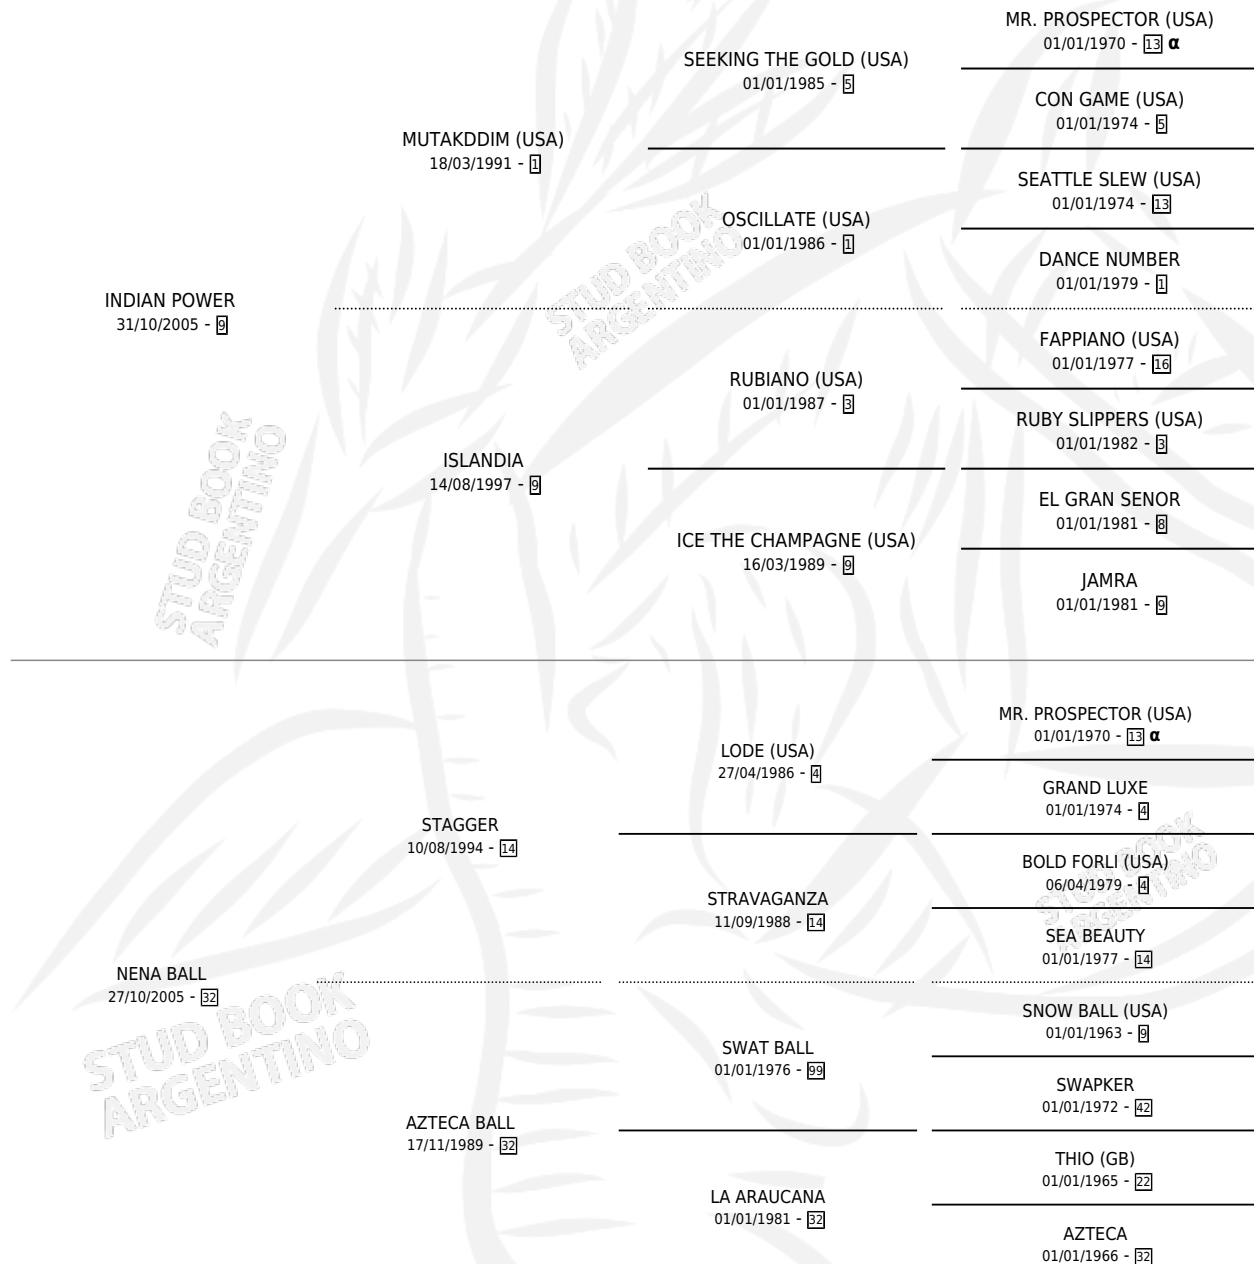 MR. PROSPECTOR (USA)
01/01/1970 - 13 α
SEEKING THE GOLD (USA)
01/01/1985 - 5
CON GAME (USA)
01/01/1974 - 5
MUTAKDDIM (USA)
18/03/1991 - 1
SEATTLE SLEW (USA)
01/01/1974 - 13
OSCILLATE (USA)
01/01/1986 - 1
DANCE NUMBER
01/01/1979 - 1
INDIAN POWER
31/10/2005 - 9
FAPPIANO (USA)
01/01/1977 - 16
RUBIANO (USA)
01/01/1987 - 3
RUBY SLIPPERS (USA)
01/01/1982 - 3
ISLANDIA
14/08/1997 - 9
EL GRAN SENOR
01/01/1981 - 8
ICE THE CHAMPAGNE (USA)
16/03/1989 - 9
JAMRA
01/01/1981 - 9
MR. PROSPECTOR (USA)
01/01/1970 - 13 α
LODE (USA)
27/04/1986 - 4
GRAND LUXE
01/01/1974 - 4
STAGGER
10/08/1994 - 14
BOLD FORLI (USA)
06/04/1979 - 4
STRAVAGANZA
11/09/1988 - 14
SEA BEAUTY
01/01/1977 - 14
NENA BALL
27/10/2005 - 32
SNOW BALL (USA)
01/01/1963 - 9
SWAT BALL
01/01/1976 - 99
SWAPKER
01/01/1972 - 42
AZTECA BALL
17/11/1989 - 32
THIO (GB)
01/01/1965 - 22
LA ARAUCANA
01/01/1981 - 32
AZTECA
01/01/1966 - 32
STUD BOOK
ARGENTINO
STUD BOOK
ARGENTINO
STUD BOOK
ARGENTINO
STUD BOOK
ARGENTINO